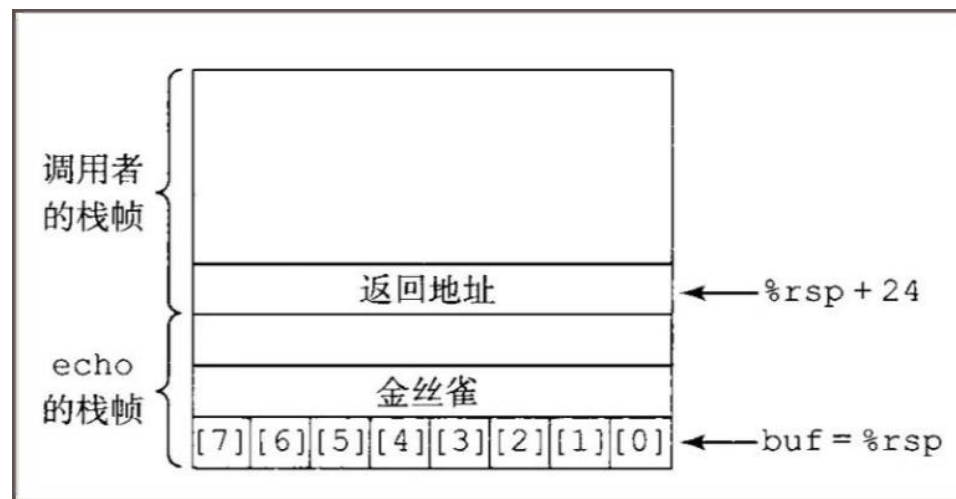 调用者
的栈帧
返回地址
%rsp + 24
echo
的栈帧
金丝雀
[7] [6] [5] [4] [3] [2] [1] [0]
buf = %rsp